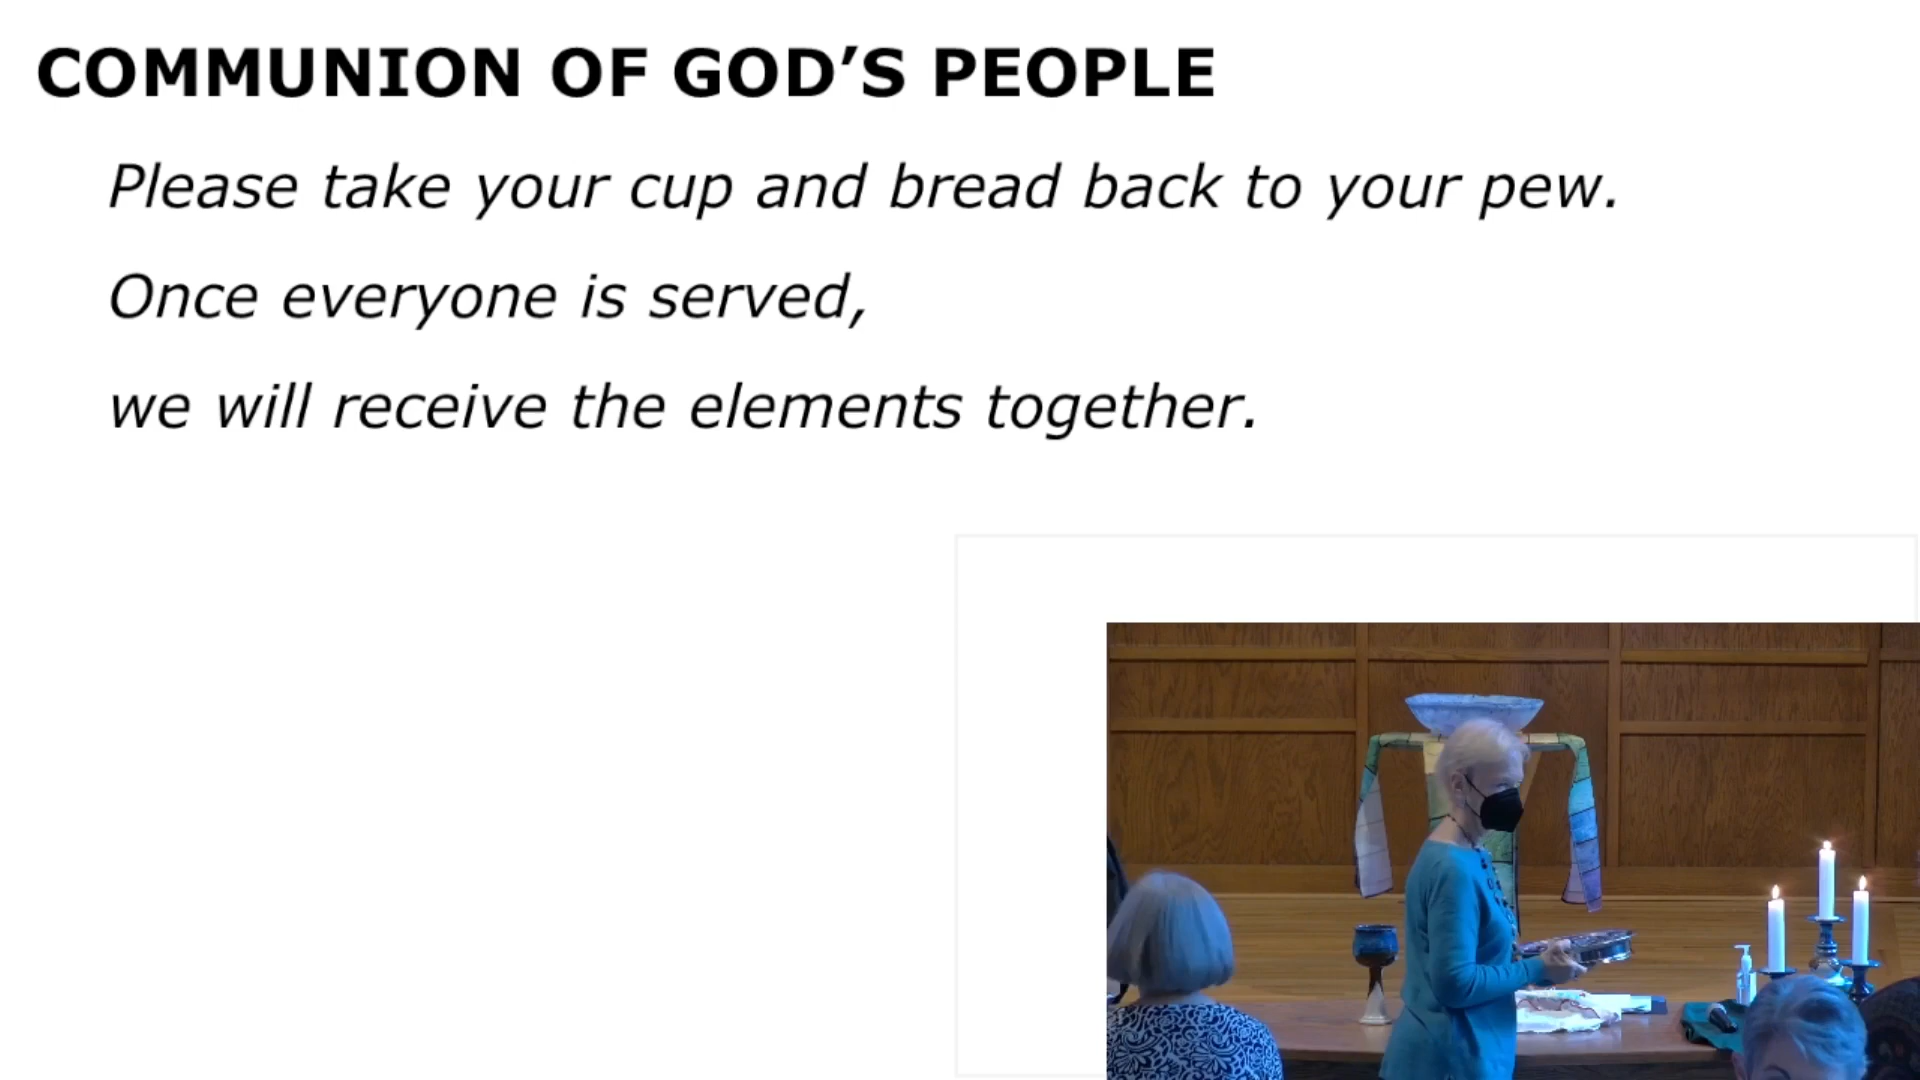 COMMUNION OF GOD’S PEOPLE
Please take your cup and bread back to your pew.
Once everyone is served,
we will receive the elements together.